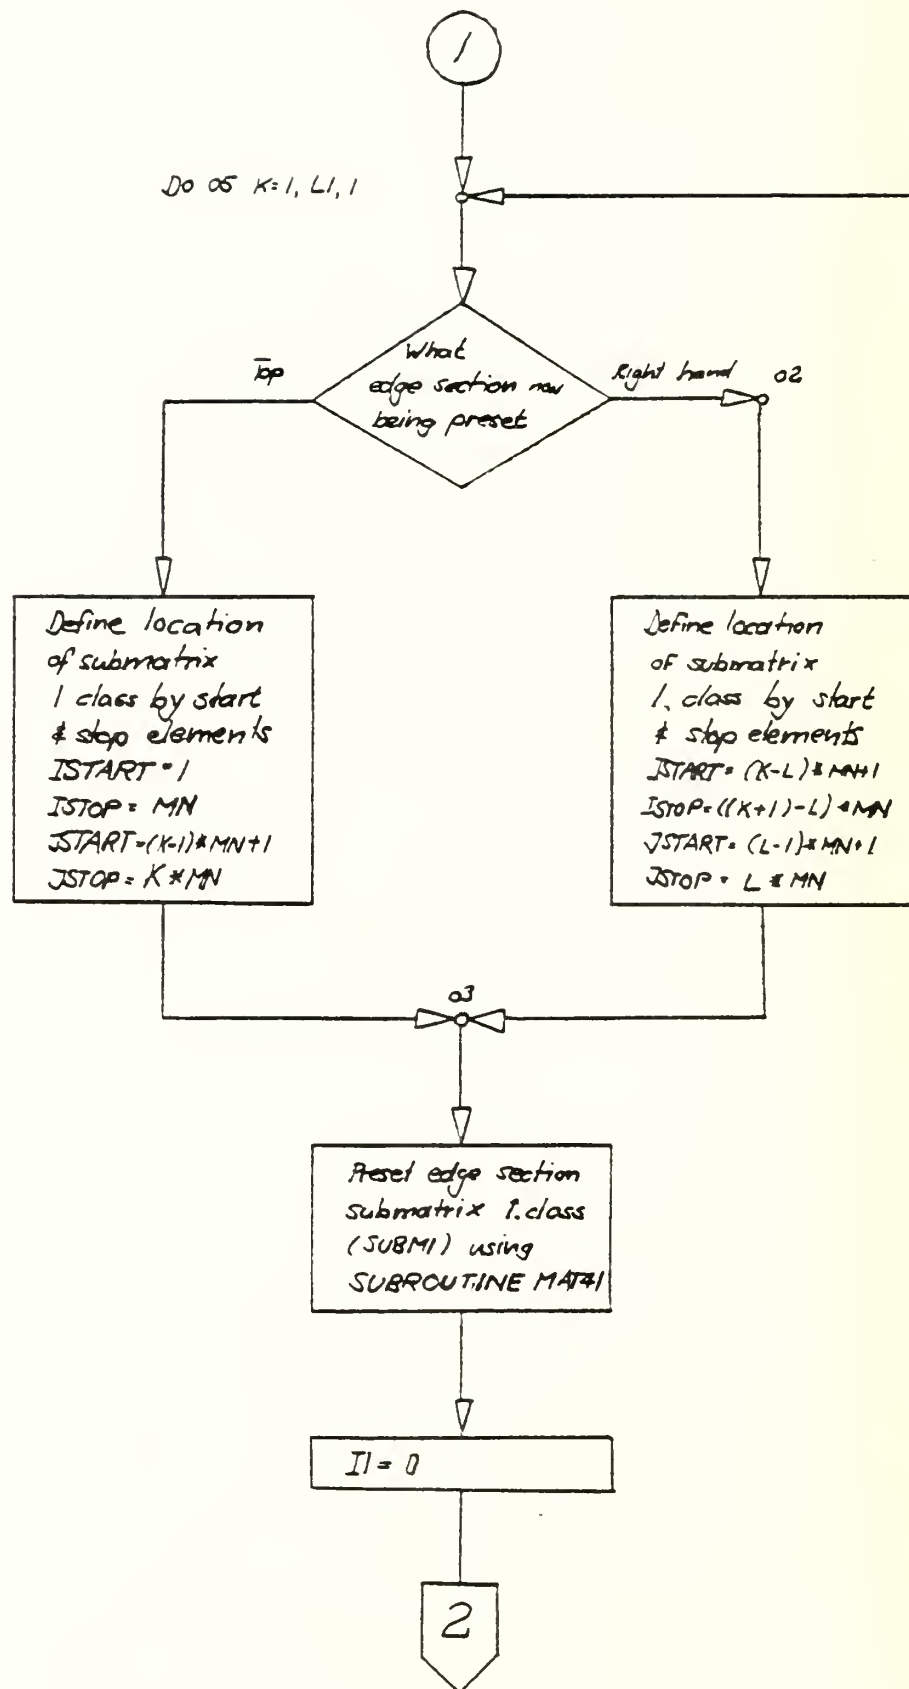 1
Do 05 K=1, L1, 1
What
edge section now
being preset
Top
Right hand
02
Define location
of submatrix
1 class by start
& stop elements
ISTART = 1
ISTOP = MN
JSTART = (K-1)*MN+1
JSTOP = K*MN
Define location
of submatrix
1. class by start
& stop elements
ISTART = (K-L)*MN+1
ISTOP = ((K+1)-L)*MN
JSTART = (L-1)*MN+1
JSTOP = L*MN
03
Preset edge section
submatrix 1. class
(SUBM1) using
SUBROUTINE MAT41
I1 = 0
2